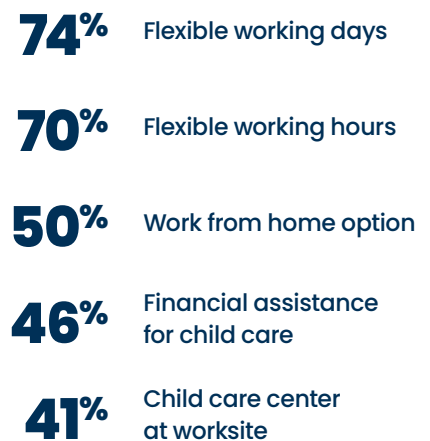 74% Flexible working days
70% Flexible working hours
50% Work from home option
46% Financial assistance
for child care
41% Child care center
at worksite